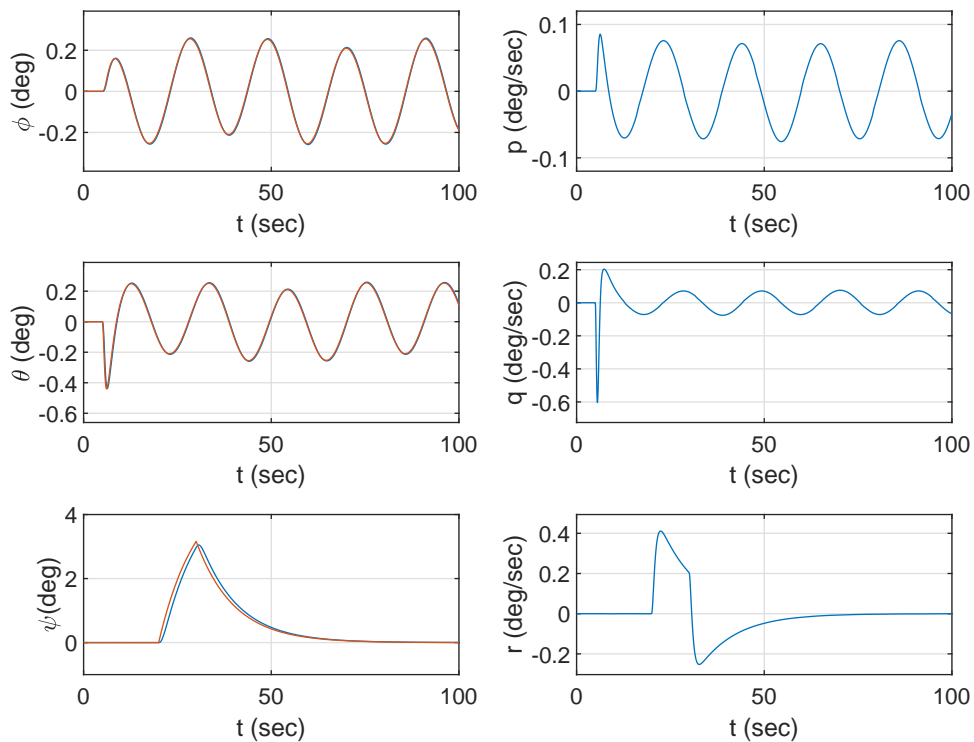 0.2
0
-0.2
ϕ (deg)
0 50 100
t (sec)
0.1
0
-0.1
p (deg/sec)
0 50 100
t (sec)
0.2
0
-0.2
-0.4
-0.6
θ (deg)
0 50 100
t (sec)
0.2
0
-0.2
-0.4
-0.6
q (deg/sec)
0 50 100
t (sec)
4
2
0
ψ(deg)
0 50 100
t (sec)
0.4
0.2
0
-0.2
r (deg/sec)
0 50 100
t (sec)